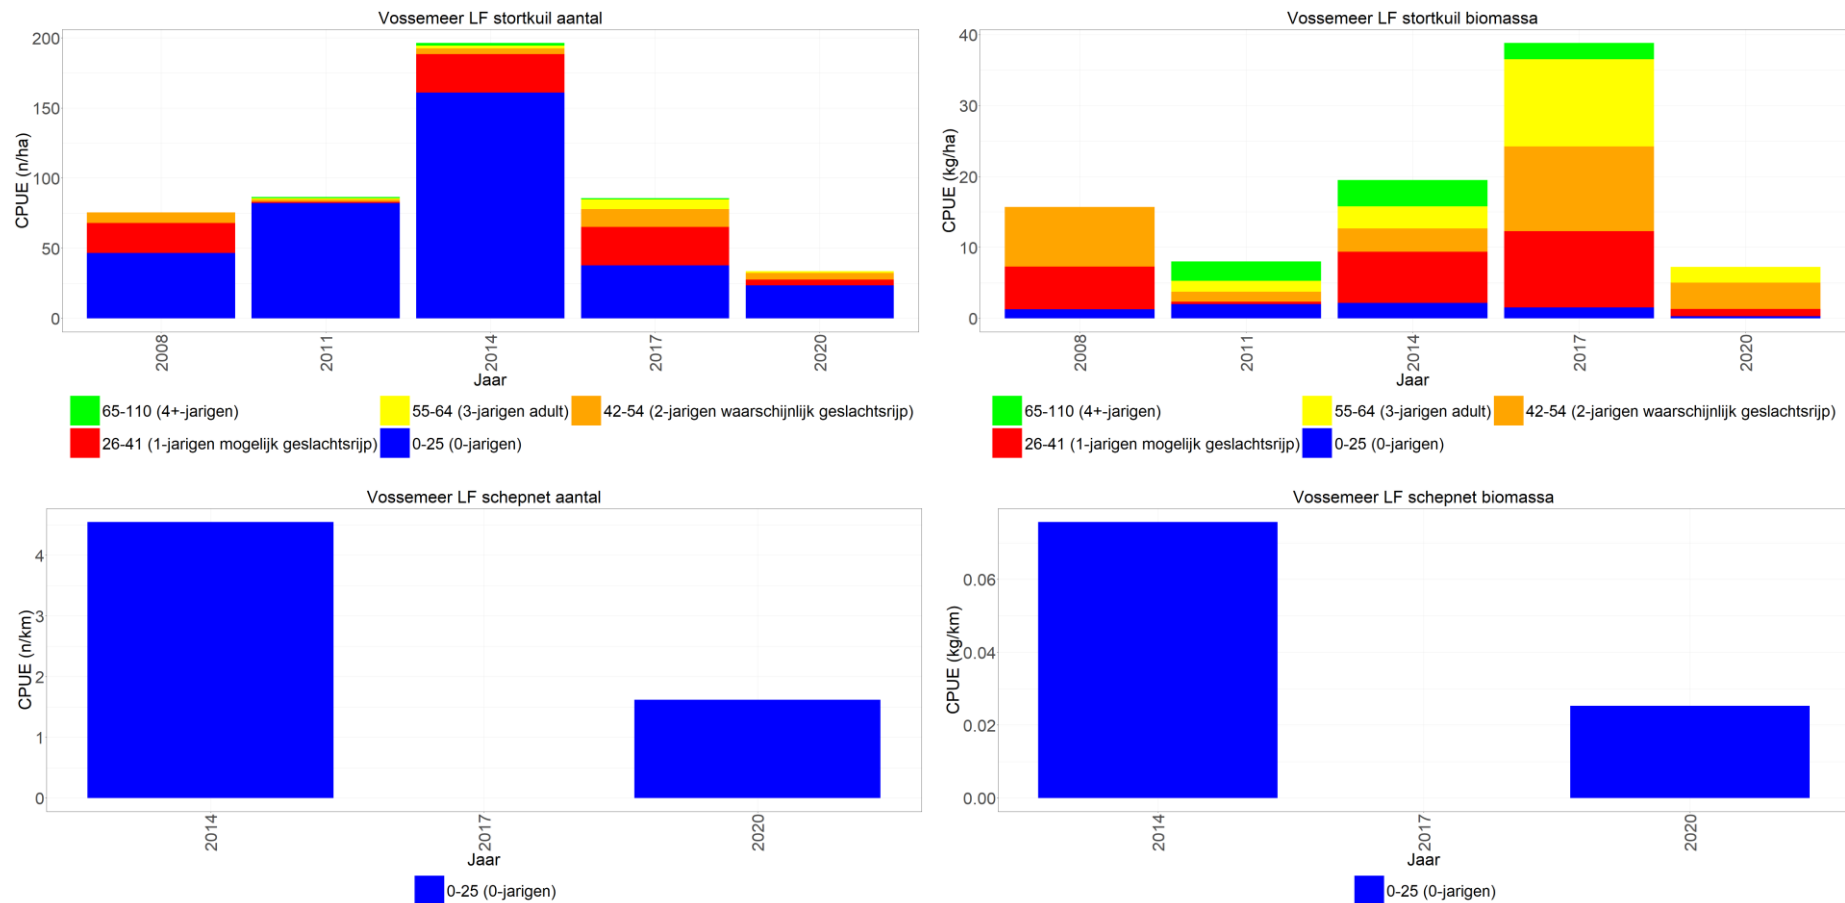 Vossemeer LF stortkuil aantal
CPUE (n/ha)
200
150
100
50
0
2008
2011
2014
2017
2020
Jaar
65-110 (4+-jarigen)
55-64 (3-jarigen adult)
42-54 (2-jarigen waarschijnlijk geslachtsrijp)
26-41 (1-jarigen mogelijk geslachtsrijp)
0-25 (0-jarigen)
Vossemeer LF stortkuil biomassa
CPUE (kg/ha)
40
30
20
10
0
2008
2011
2014
2017
2020
Jaar
65-110 (4+-jarigen)
55-64 (3-jarigen adult)
42-54 (2-jarigen waarschijnlijk geslachtsrijp)
26-41 (1-jarigen mogelijk geslachtsrijp)
0-25 (0-jarigen)
Vossemeer LF schepnet aantal
CPUE (n/km)
4
3
2
1
0
2014
2017
2020
Jaar
0-25 (0-jarigen)
Vossemeer LF schepnet biomassa
CPUE (kg/km)
0.06
0.04
0.02
0.00
2014
2017
2020
Jaar
0-25 (0-jarigen)